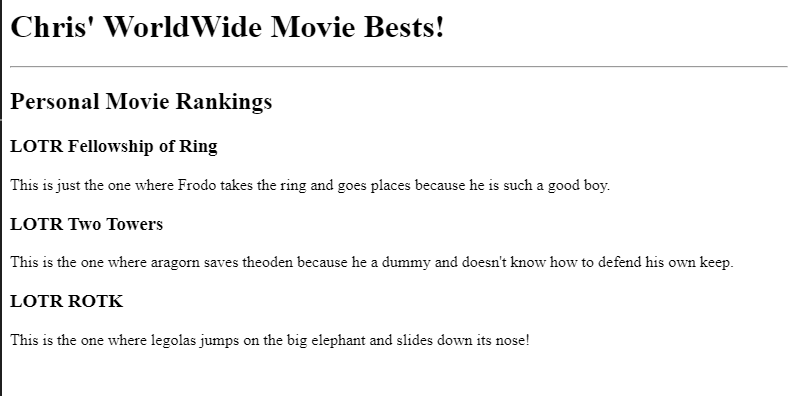 Chris' WorldWide Movie Bests!
Personal Movie Rankings
LOTR Fellowship of Ring
This is just the one where Frodo takes the ring and goes places because he is such a good boy.
LOTR Two Towers
This is the one where aragorn saves theoden because he a dummy and doesn't know how to defend his own keep.
LOTR ROTK
This is the one where legolas jumps on the big elephant and slides down its nose!